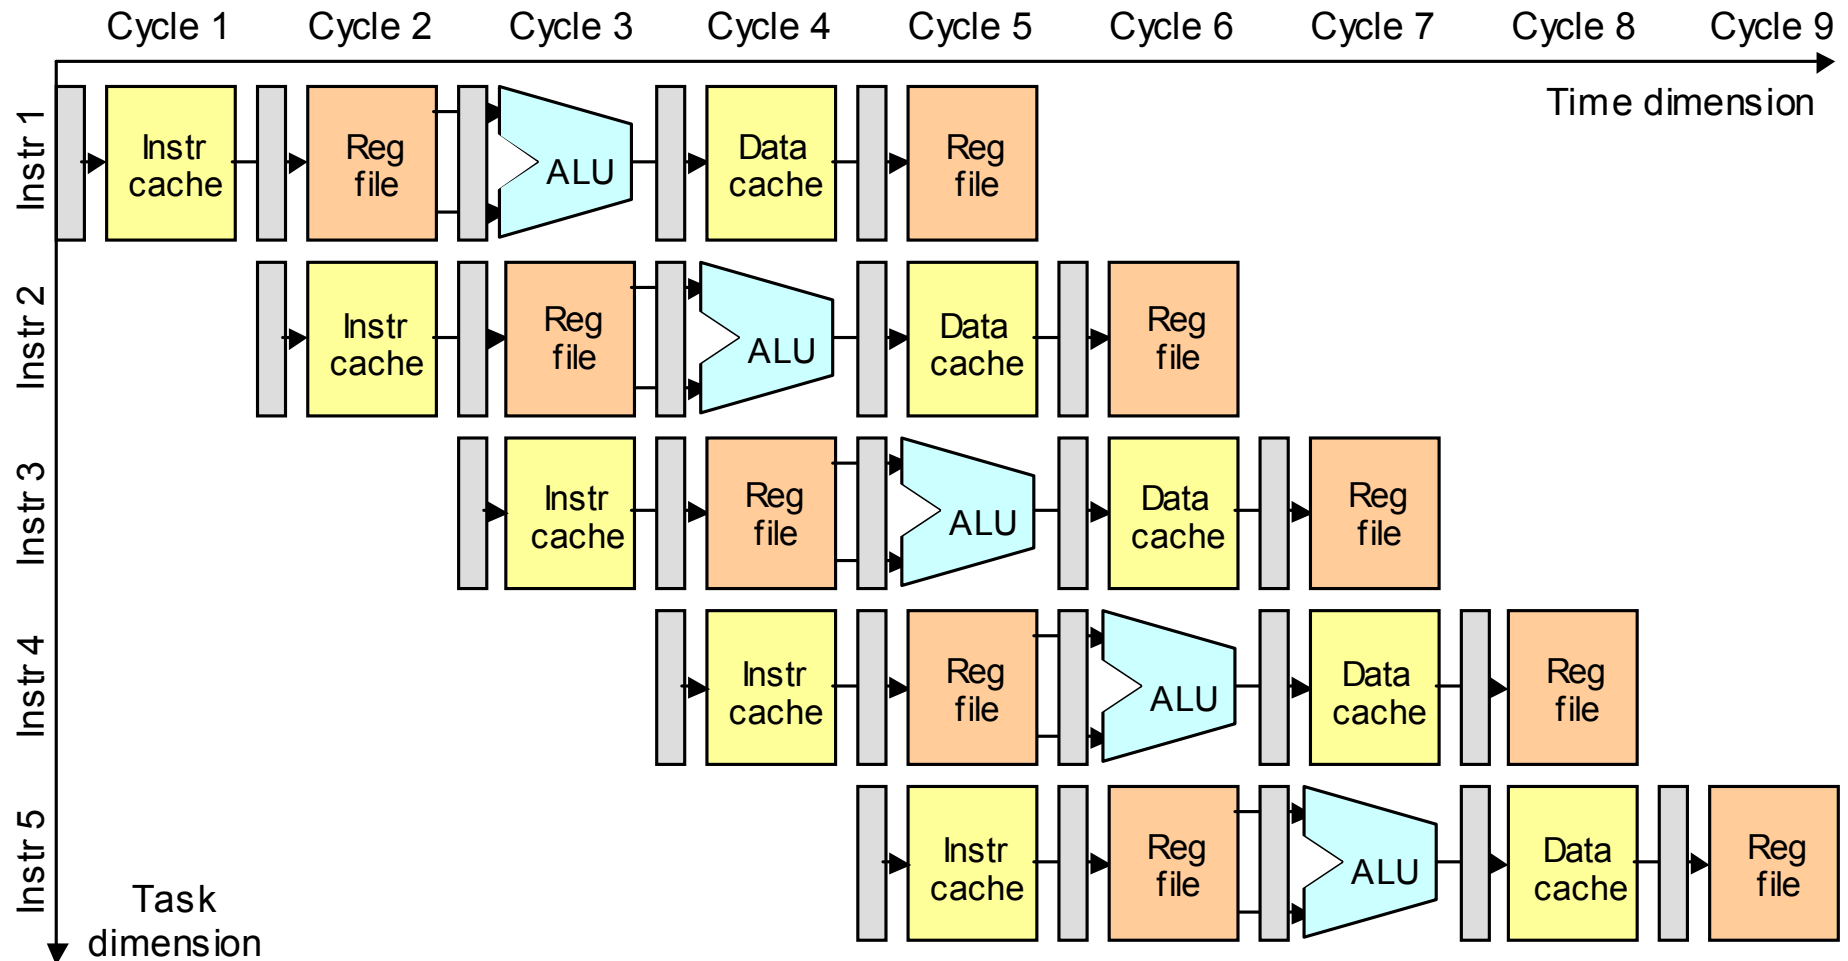 Cycle 1 Cycle 2 Cycle 3 Cycle 4 Cycle 5 Cycle 6 Cycle 7 Cycle 8 Cycle 9
Time dimension
Instr 1
Instr
cache
Reg
file
ALU
Data
cache
Reg
file
Instr 2
Instr
cache
Reg
file
ALU
Data
cache
Reg
file
Instr 3
Instr
cache
Reg
file
ALU
Data
cache
Reg
file
Instr 4
Instr
cache
Reg
file
ALU
Data
cache
Reg
file
Instr 5
Instr
cache
Reg
file
ALU
Data
cache
Reg
file
Task
dimension